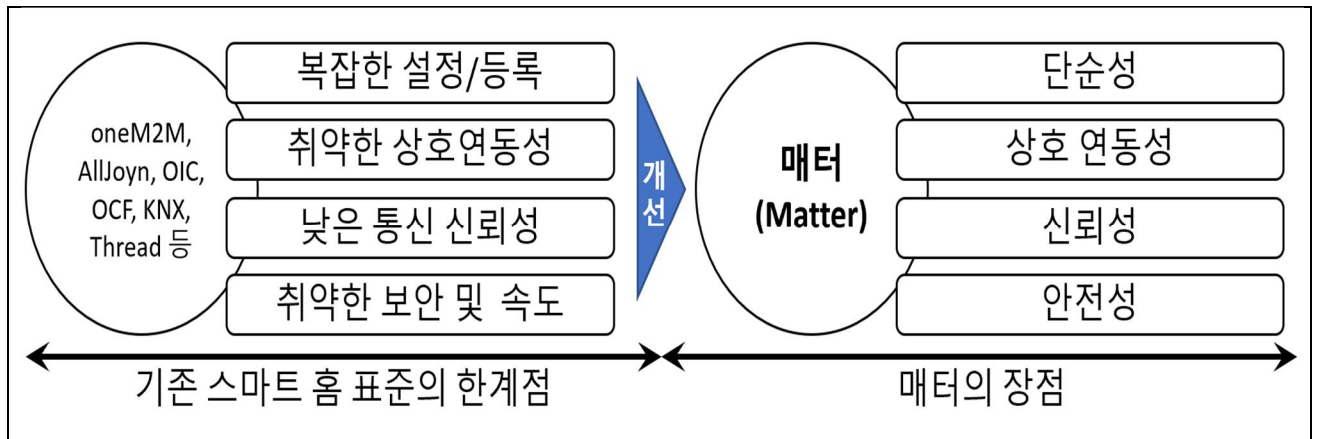 oneM2M,
AllJoyn, OIC,
OCF, KNX,
Thread 등
복잡한 설정/등록
취약한 상호연동성
낮은 통신 신뢰성
취약한 보안 및 속도
개
선
매터
(Matter)
단순성
상호 연동성
신뢰성
안전성
기존 스마트 홈 표준의 한계점
매터의 장점